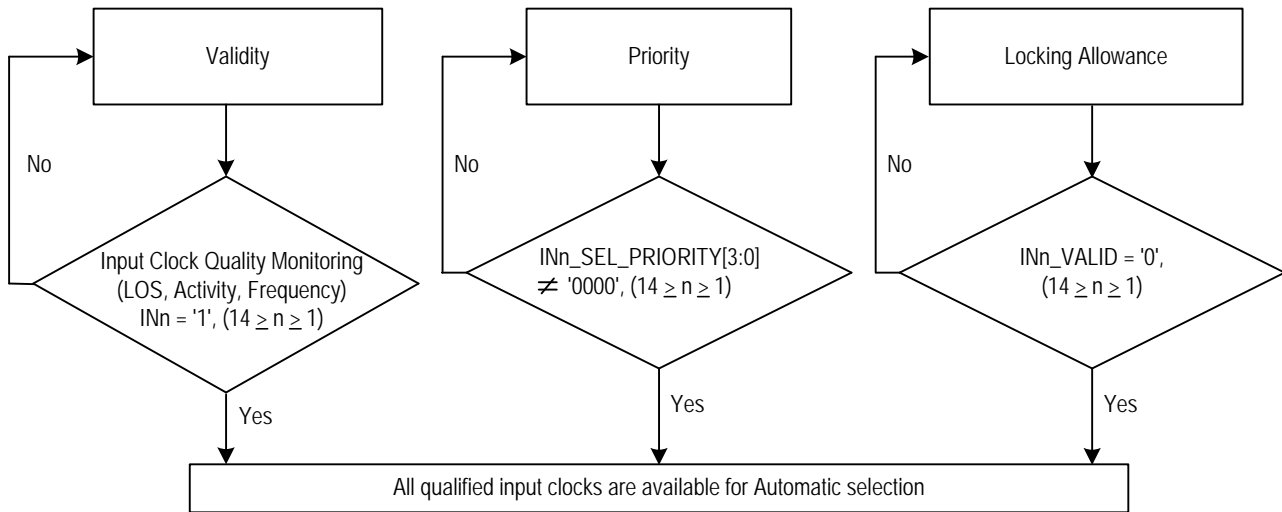 Validity
No
Input Clock Quality Monitoring
(LOS, Activity, Frequency)
INn = '1', (14 ≥ n ≥ 1)
Yes
Priority
No
INn_SEL_PRIORITY[3:0]
≠ '0000', (14 ≥ n ≥ 1)
Yes
Locking Allowance
No
INn_VALID = '0',
(14 ≥ n ≥ 1)
Yes
All qualified input clocks are available for Automatic selection